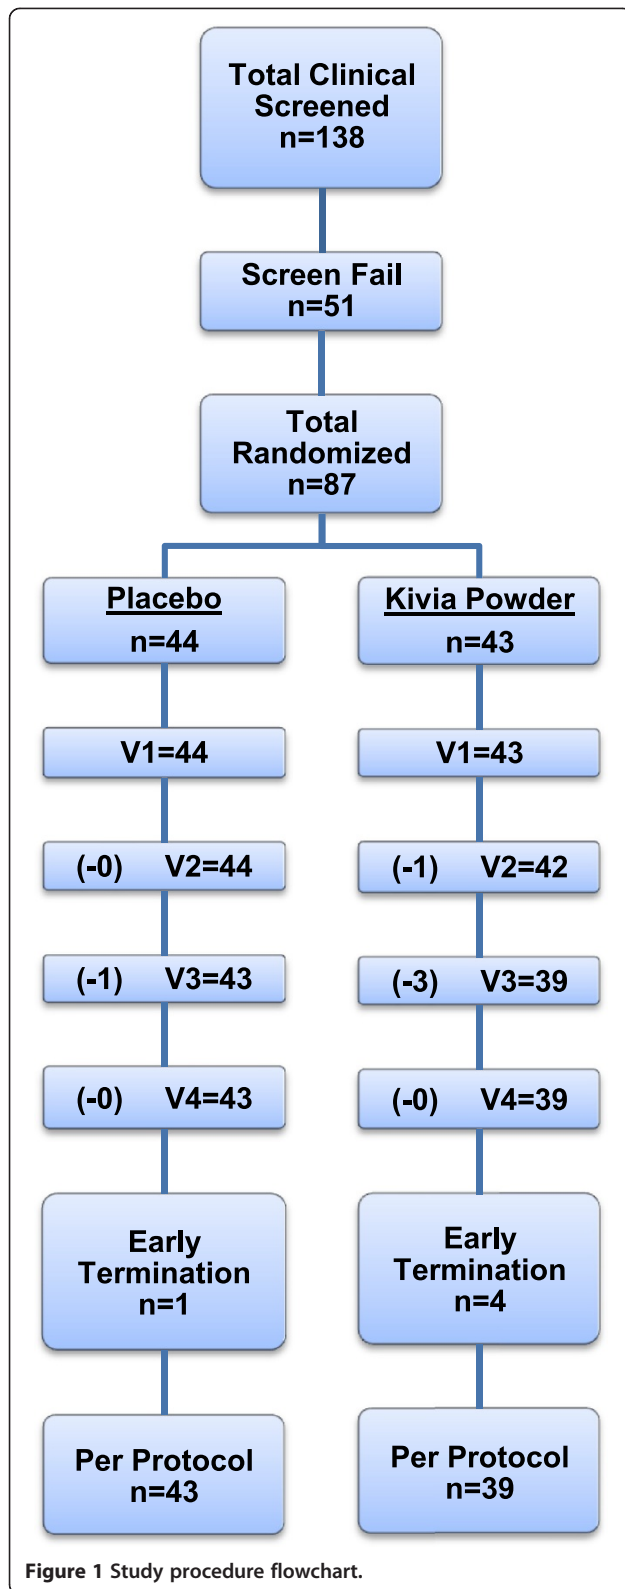 Total Clinical
Screened
n=138
Screen Fail
n=51
Total
Randomized
n=87
Placebo
n=44
Kivia Powder
n=43
V1=44
V1=43
(-0) V2=44
(-1) V2=42
(-1) V3=43
(-3) V3=39
(-0) V4=43
(-0) V4=39
Early
Termination
n=1
Early
Termination
n=4
Per Protocol
n=43
Per Protocol
n=39
Figure 1 Study procedure flowchart.